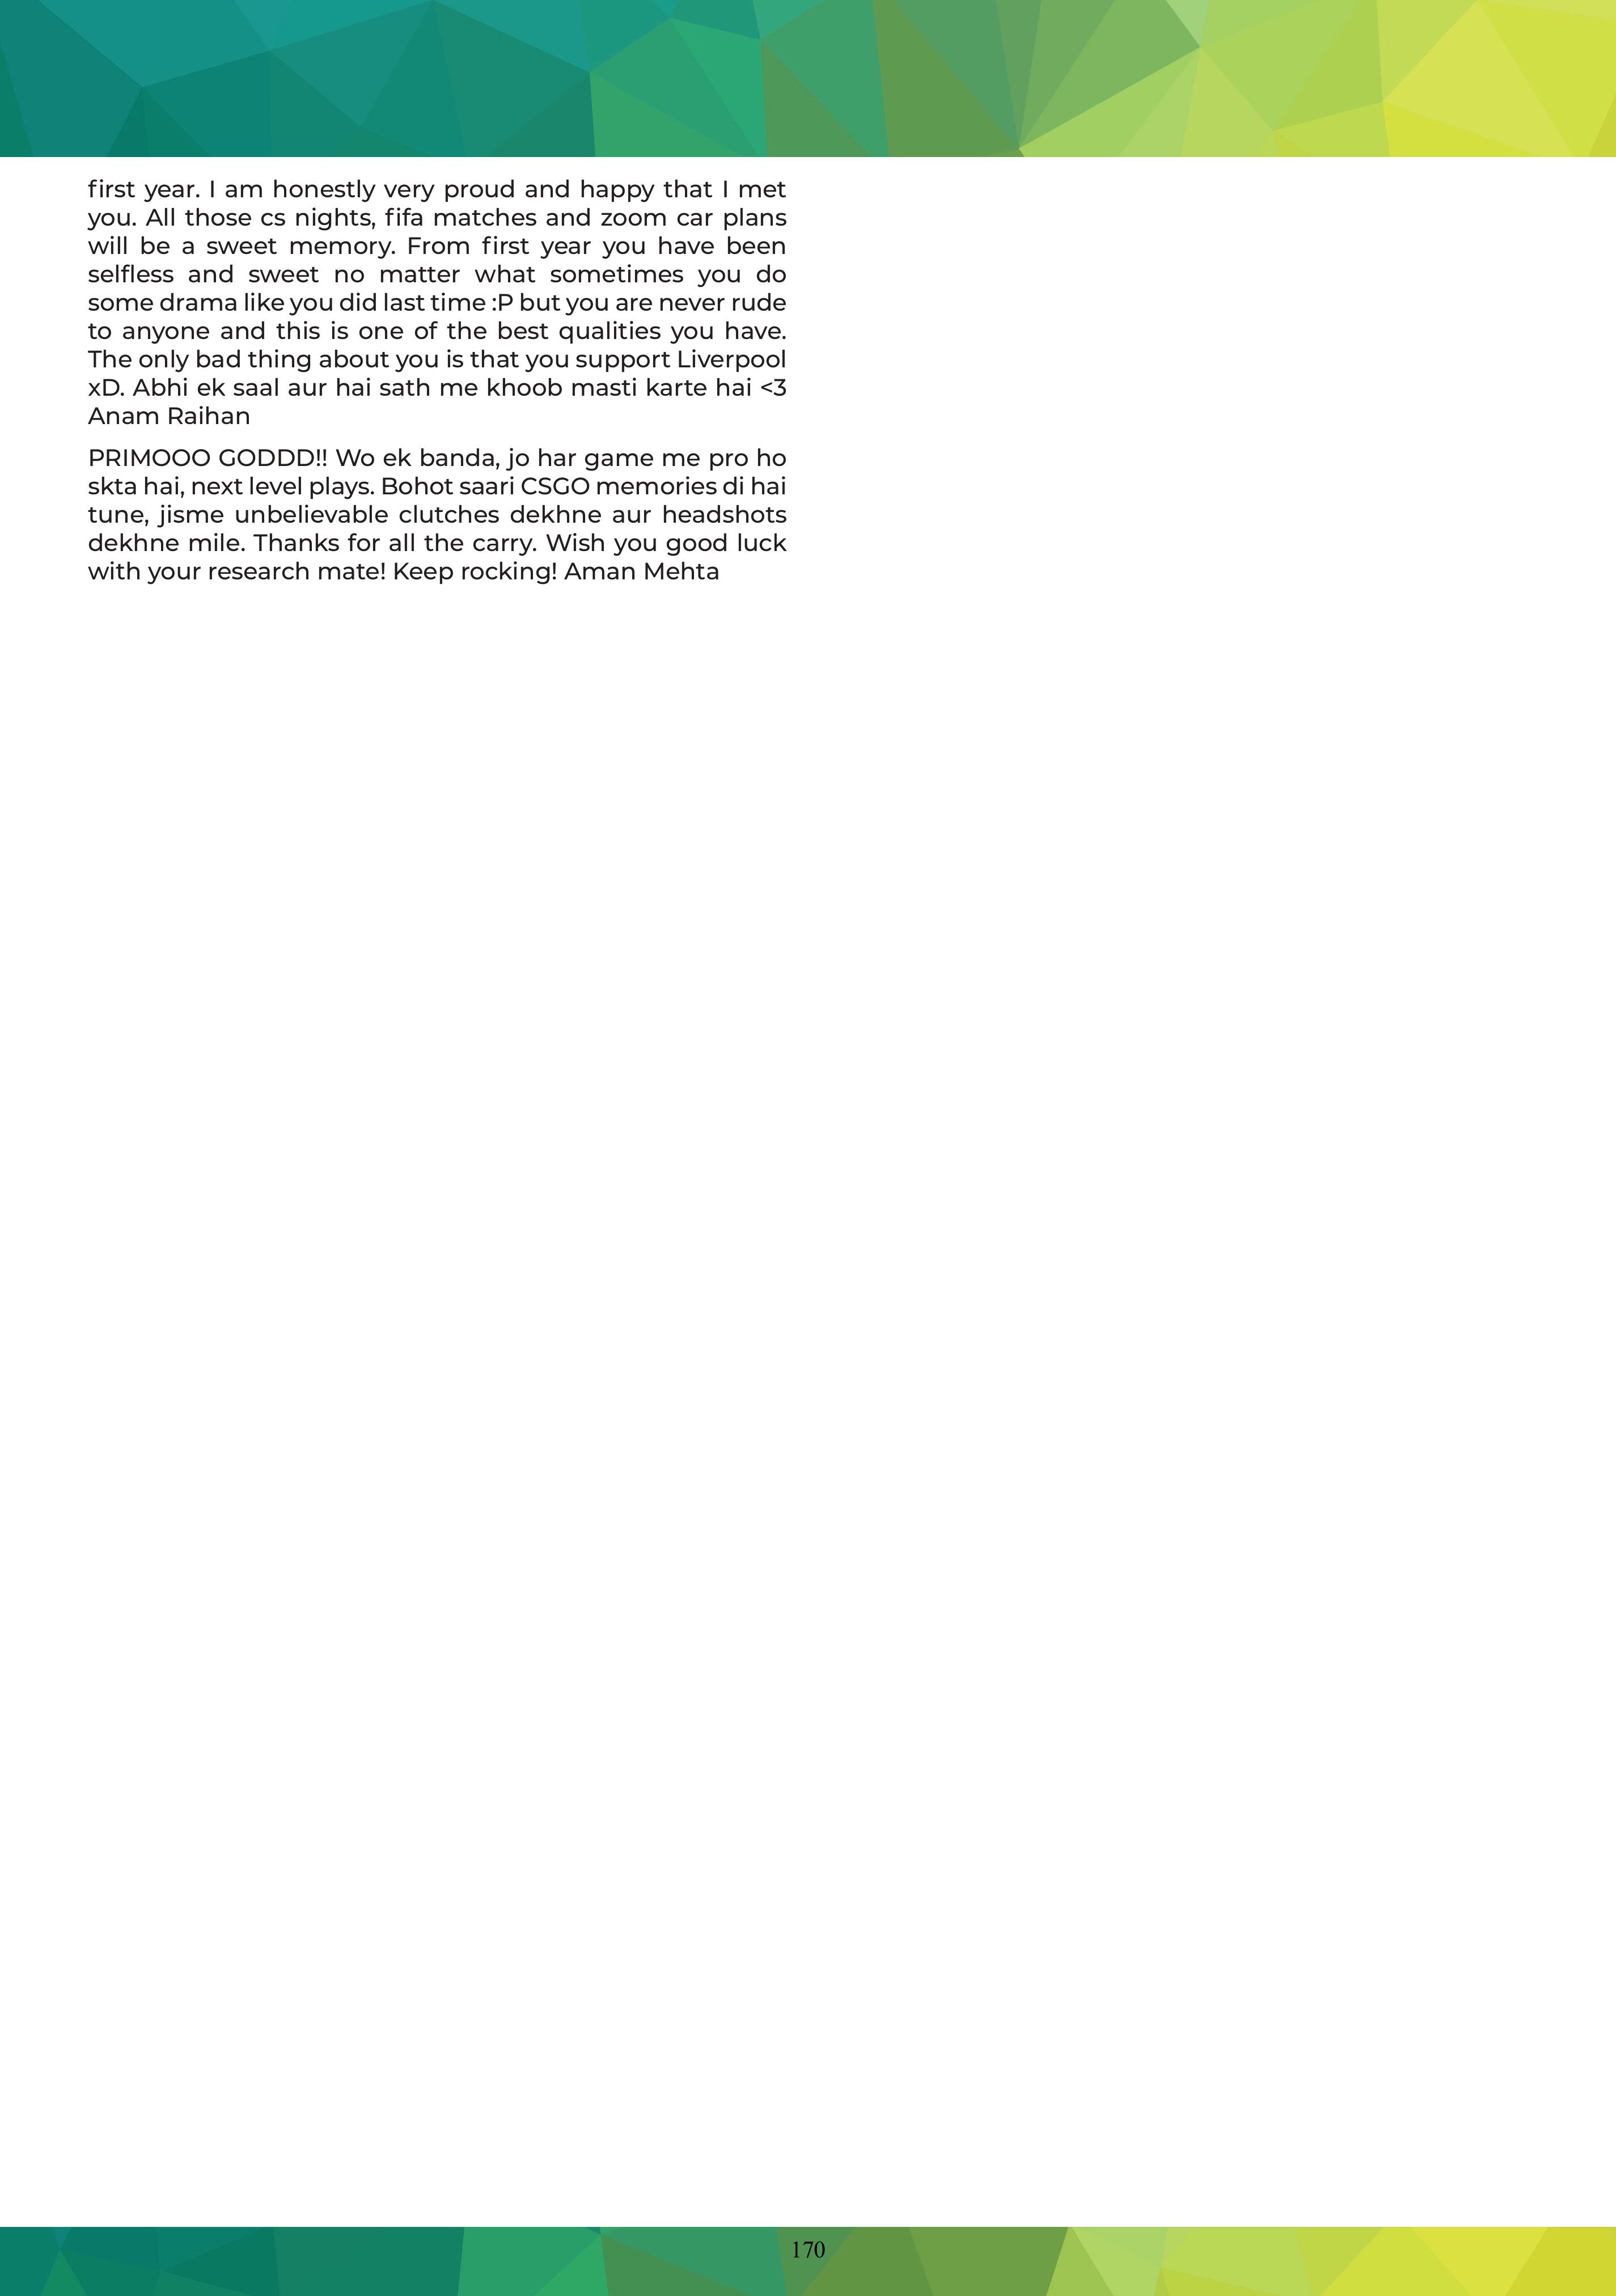 first year. I am honestly very proud and happy that I met
you. All those cs nights, fifa matches and zoom car plans
will be a sweet memory. From first year you have been
selfless and sweet no matter what sometimes you do
some drama like you did last time :P but you are never rude
to anyone and this is one of the best qualities you have.
The only bad thing about you is that you support Liverpool
xD. Abhi ek saal aur hai sath me khoob masti karte hai <3
Anam Raihan
PRIMOOO GODDD!! Wo ek banda, jo har game me pro ho
skta hai, next level plays. Bohot saari CSGO memories di hai
tune, jisme unbelievable clutches dekhne aur headshots
dekhne mile. Thanks for all the carry. Wish you good luck
with your research mate! Keep rocking! Aman Mehta
170